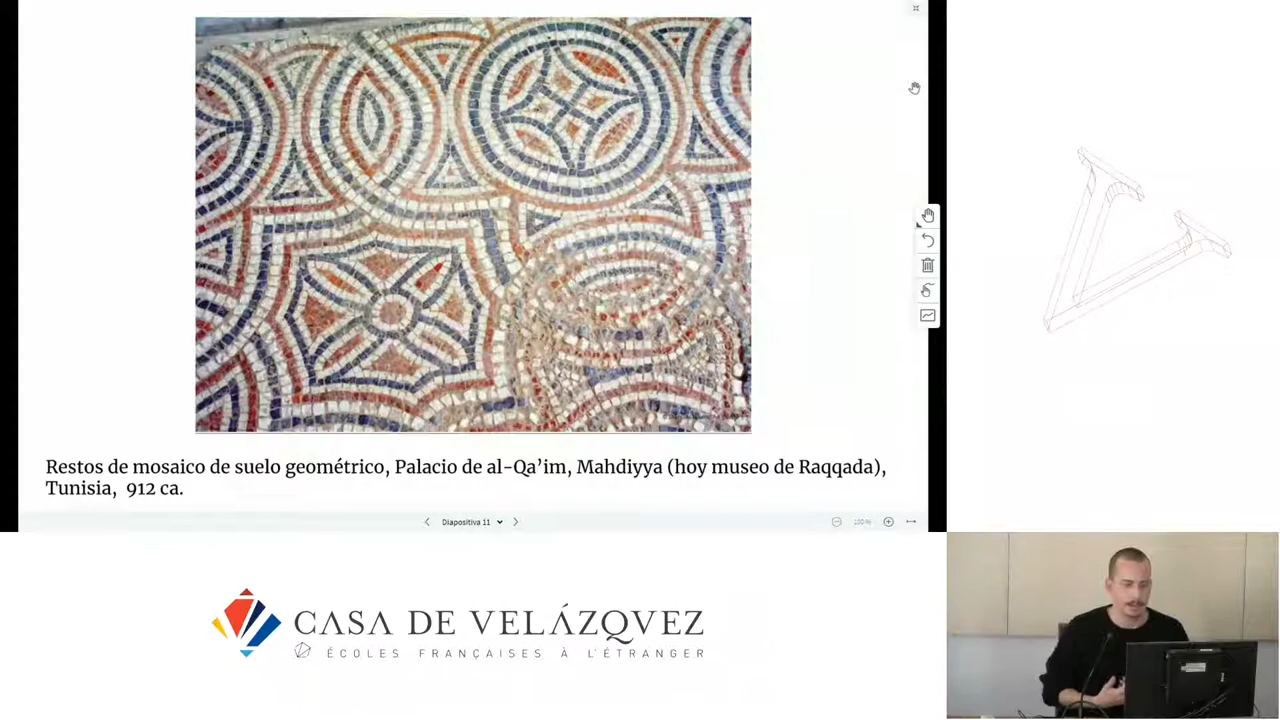 Restos de mosaico de suelo geométrico, Palacio de al-Qa’im, Mahdiyya (hoy museo de Raqqada),
Tunisia, 912 ca.
Diapositiva 11
100 %
CASA DE VELÁZQVEZ
ÉCOLES FRANÇAISES À L’ÉTRANGER